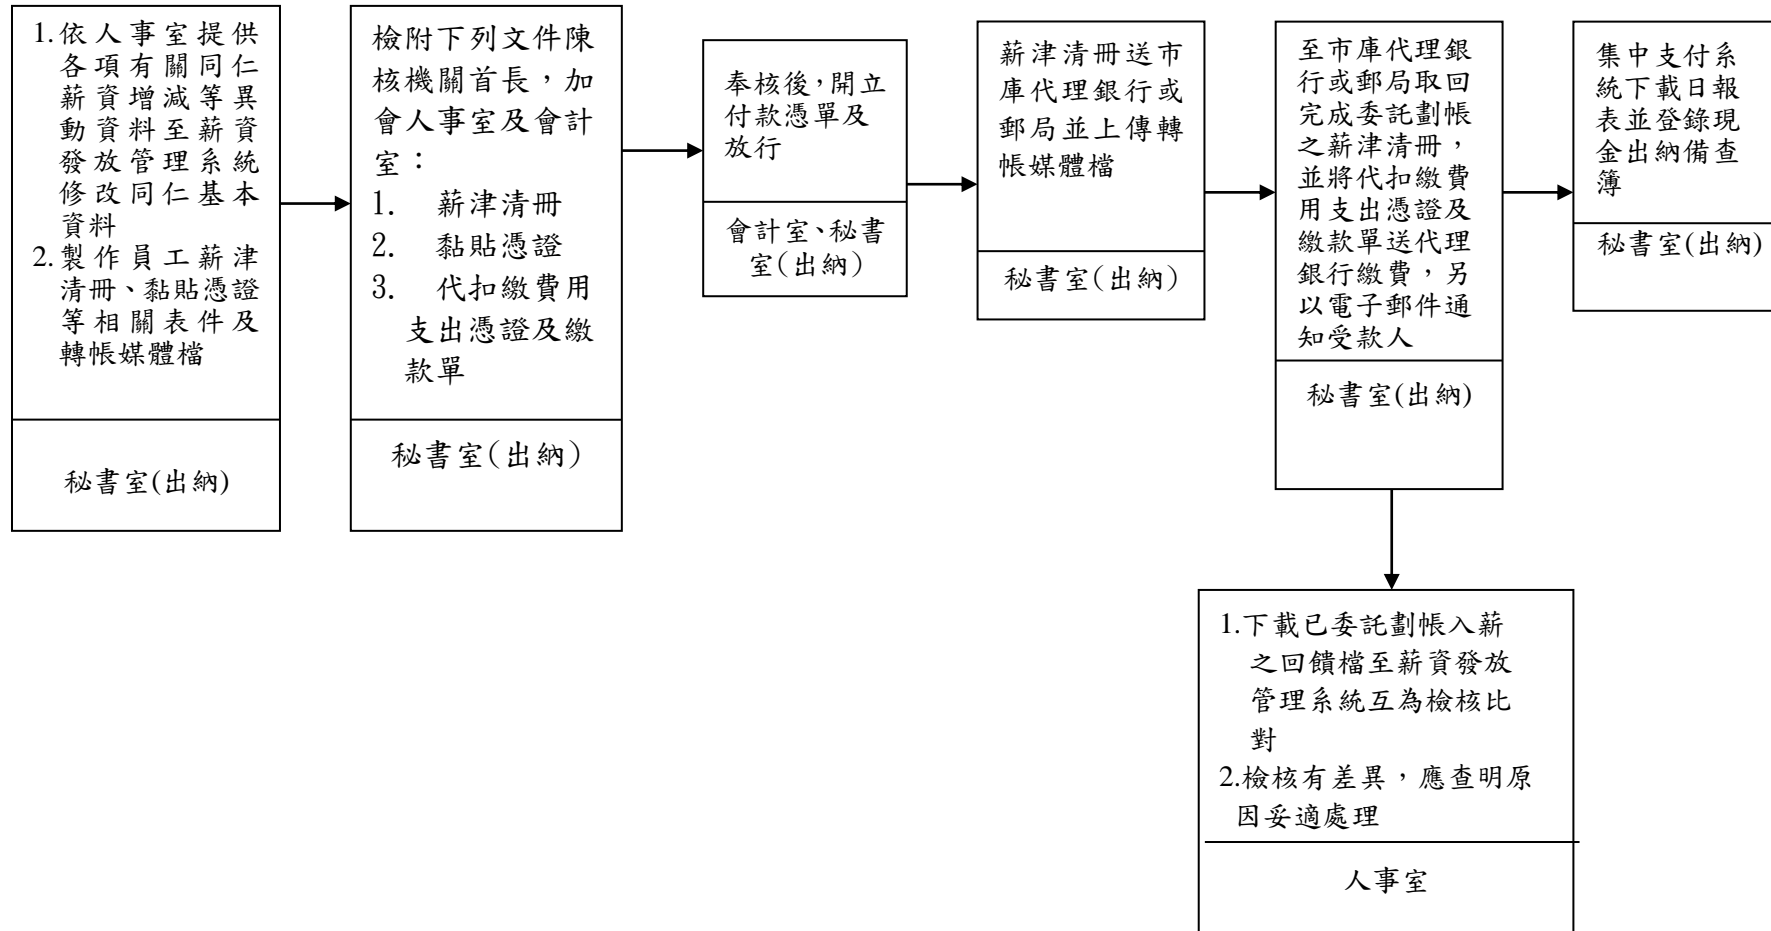 1.依人事室提供
各項有關同仁
薪資增減等異
動資料至薪資
發放管理系統
修改同仁基本
資料
2.製作員工薪津
清冊、黏貼憑證
等相關表件及
轉帳媒體檔
秘書室(出納)
檢附下列文件陳
核機關首長，加
會人事室及會計
室：
1. 薪津清冊
2. 黏貼憑證
3. 代扣繳費用
支出憑證及繳
款單
秘書室(出納)
奉核後，開立
付款憑單及
放行
會計室、秘書
室(出納)
薪津清冊送市
庫代理銀行或
郵局並上傳轉
帳媒體檔
秘書室(出納)
至市庫代理銀
行或郵局取回
完成委託劃帳
之薪津清冊，
並將代扣繳費
用支出憑證及
繳款單送代理
銀行繳費，另
以電子郵件通
知受款人
秘書室(出納)
集中支付系
統下載日報
表並登錄現
金出納備查
簿
秘書室(出納)
1.下載已委託劃帳入薪
之回饋檔至薪資發放
管理系統互為檢核比
對
2.檢核有差異，應查明原
因妥適處理
人事室